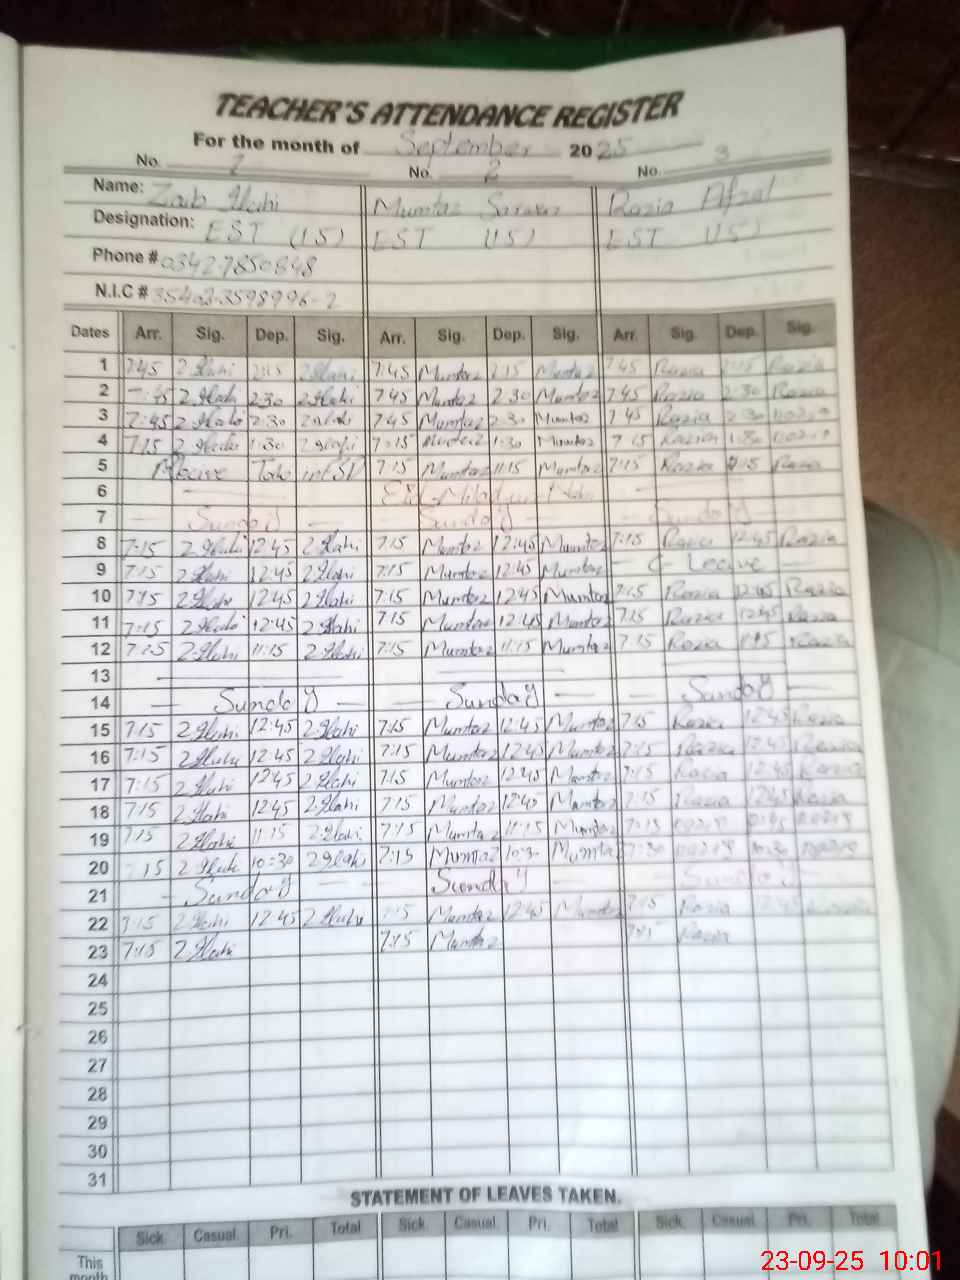 TEACHER'S ATTENDANCE REGISTER
For the month of September 2025
No. 1 No. 2 No. 3
Name: Zaib Ilahi Mumtaz Razia Afzal
Designation: EST (15) EST (15) EST (15)
Phone # 0342-7850848
N.I.C #
Dates Arr. Sig. Dep. Sig. Arr. Sig. Dep. Sig. Arr. Sig. Dep. Sig.
1 7:45 Z Ilahi 2:15 Z Ilahi 7:45 Mumtaz 2:15 Mumtaz 7 45 Razia 2:15 Razia
2 7:45 Z Ilahi 2:30 Z Ilahi 7 45 Mumtaz 2 30 Mumtaz 7 45 Razia 2 30 Razia
3 7:45 Z Ilahi 2:30 Z Ilahi 7 45 Mumtaz 2:30 Mumtaz 7 45 Razia 2 30 Razia
4 7:15 Z Ilahi 1:30 Z Ilahi 7:15 Mumtaz 1:30 Mumtaz 7 15 Razia 1:30 Razia
5 7:15 Mumtaz 11:15 Mumtaz 7:15 Razia Razia
6 Eid
7 Sunday Sunday Sunday
8 7:15 Z Ilahi 12:45 Z Ilahi 7:15 Mumtaz 12:45 Mumtaz 7:15 Razia 12:45 Razia
9 7:15 Z Ilahi 12:45 Z Ilahi 7:15 Mumtaz 12:45 Mumtaz C Leave
10 7:15 Z Ilahi 12:45 Z Ilahi 7:15 Mumtaz 12:45 Mumtaz 7:15 Razia 12:45 Razia
11 7:15 Z Ilahi 12:45 Z Ilahi 7:15 Mumtaz 12:45 Mumtaz 7:15 Razia 12:45 Razia
12 7:15 Z Ilahi 11:15 Z Ilahi 7:15 Mumtaz 11:15 Mumtaz 7 15 Razia 11:15 Razia
13
14 Sunday Sunday Sunday
15 7:15 Z Ilahi 12:45 Z Ilahi 7:15 Mumtaz 12:45 Mumtaz 7:15 Razia 12:45 Razia
16 7:15 Z Ilahi 12 45 Z Ilahi 7:15 Mumtaz 12:45 Mumtaz 7:15 Razia 12:45 Razia
17 7:15 Z Ilahi 12:45 Z Ilahi 7:15 Mumtaz 12:45 Mumtaz 7:15 Razia 12:45 Razia
18 7:15 Z Ilahi 12:45 Z Ilahi 7:15 Mumtaz 12:45 Mumtaz 7:15 Razia 12:45 Razia
19 7:15 Z Ilahi 11:15 Z Ilahi 7:15 Mumtaz 11:15 Mumtaz 7:15
20 7 15 Z Ilahi 10:30 Z Ilahi 7:15 Mumtaz 10:30 Mumtaz 7:30
21 Sunday Sunday Sunday
22 7:15 Z Ilahi 12:45 Z Ilahi 7:15 Mumtaz 12:45 Mumtaz 7:15 Razia 12:45 Razia
23 7:15 Z Ilahi 7:15 Mumtaz 7:15 Razia
24
25
26
27
28
29
30
31
STATEMENT OF LEAVES TAKEN.
Sick Casual Pri. Total Sick Casual Pri. Total Sick Casual Pri. Total
This
month
23-09-25 10:01